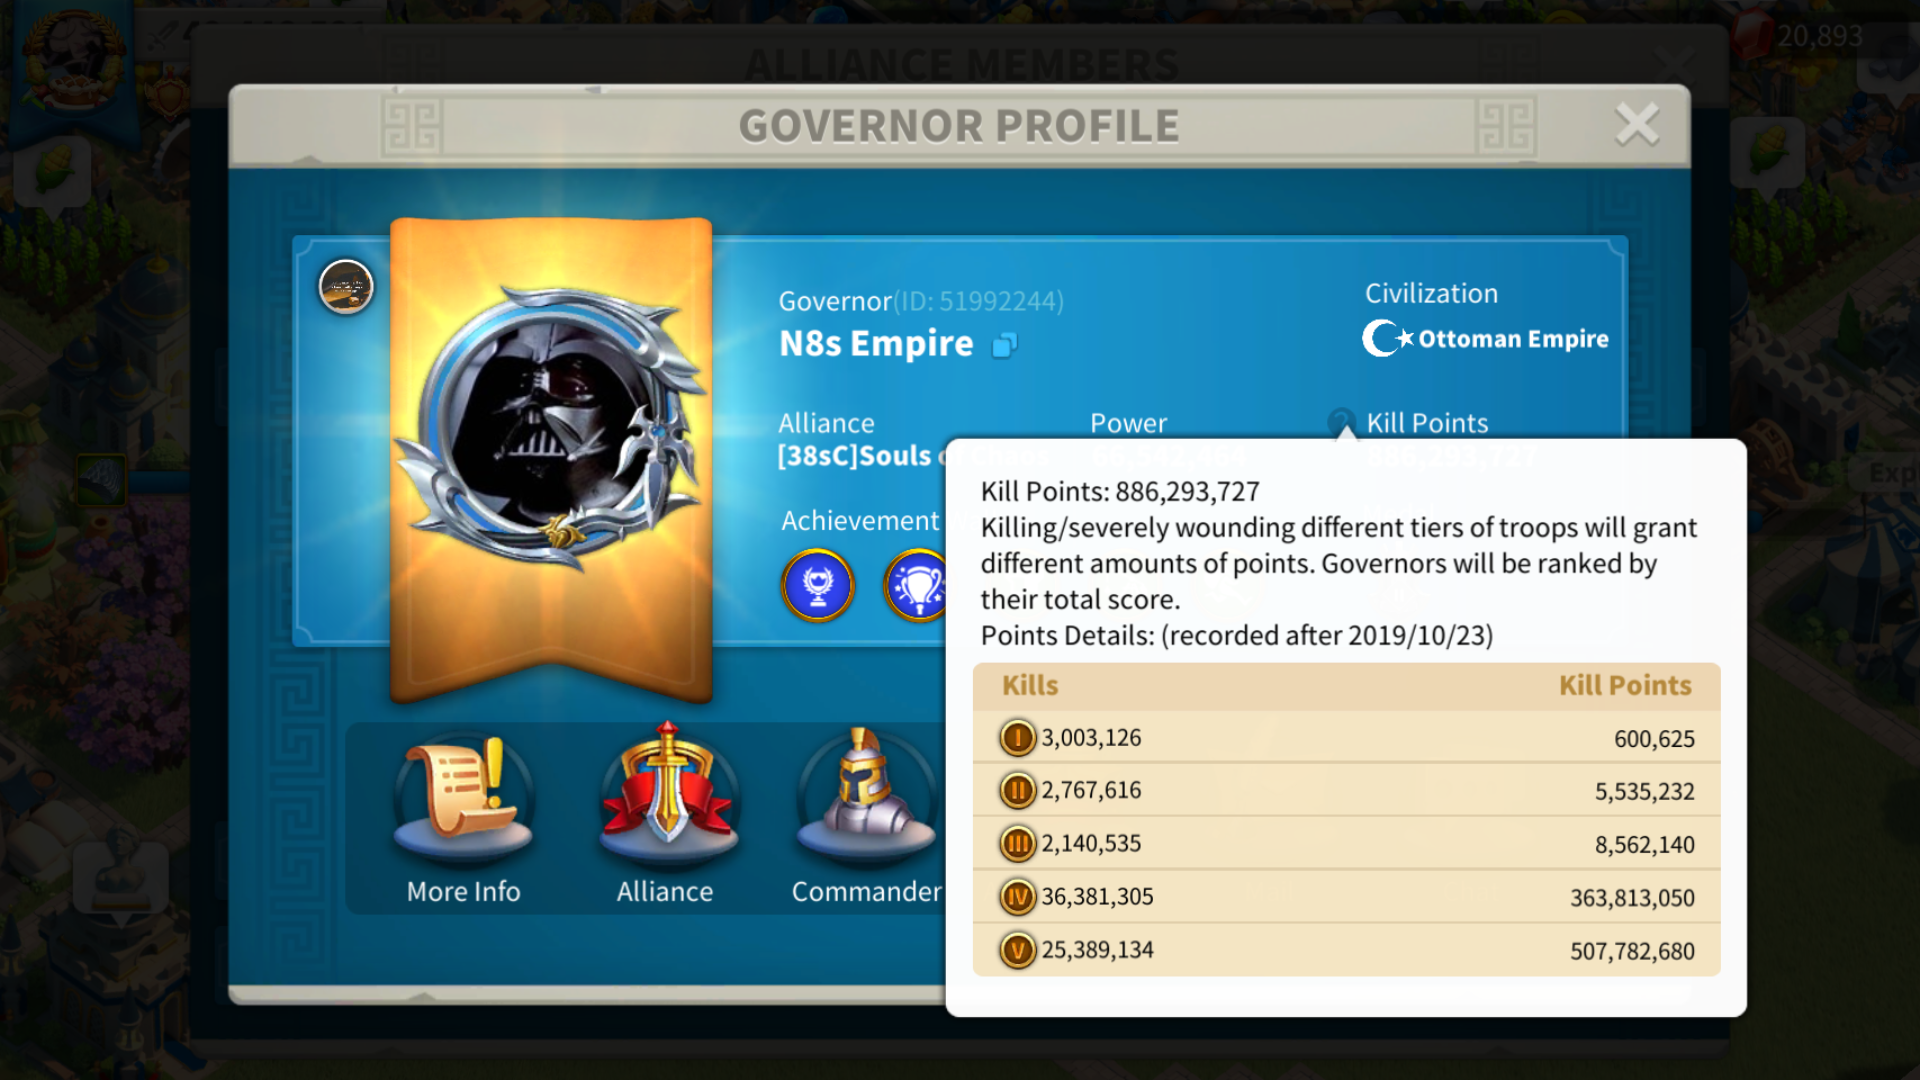 ALLIANCE MEMBERS
20,893
GOVERNOR PROFILE
Governor(ID: 51992244)
N8s Empire
Civilization
Ottoman Empire
Alliance
[38sC]Souls
Power
Kill Points
Achievement
Exp
Kill Points: 886,293,727
Killing/severely wounding different tiers of troops will grant
different amounts of points. Governors will be ranked by
their total score.
Points Details: (recorded after 2019/10/23)
Kills Kill Points
I 3,003,126 600,625
II 2,767,616 5,535,232
III 2,140,535 8,562,140
IV 36,381,305 363,813,050
V 25,389,134 507,782,680
More Info
Alliance
Commander